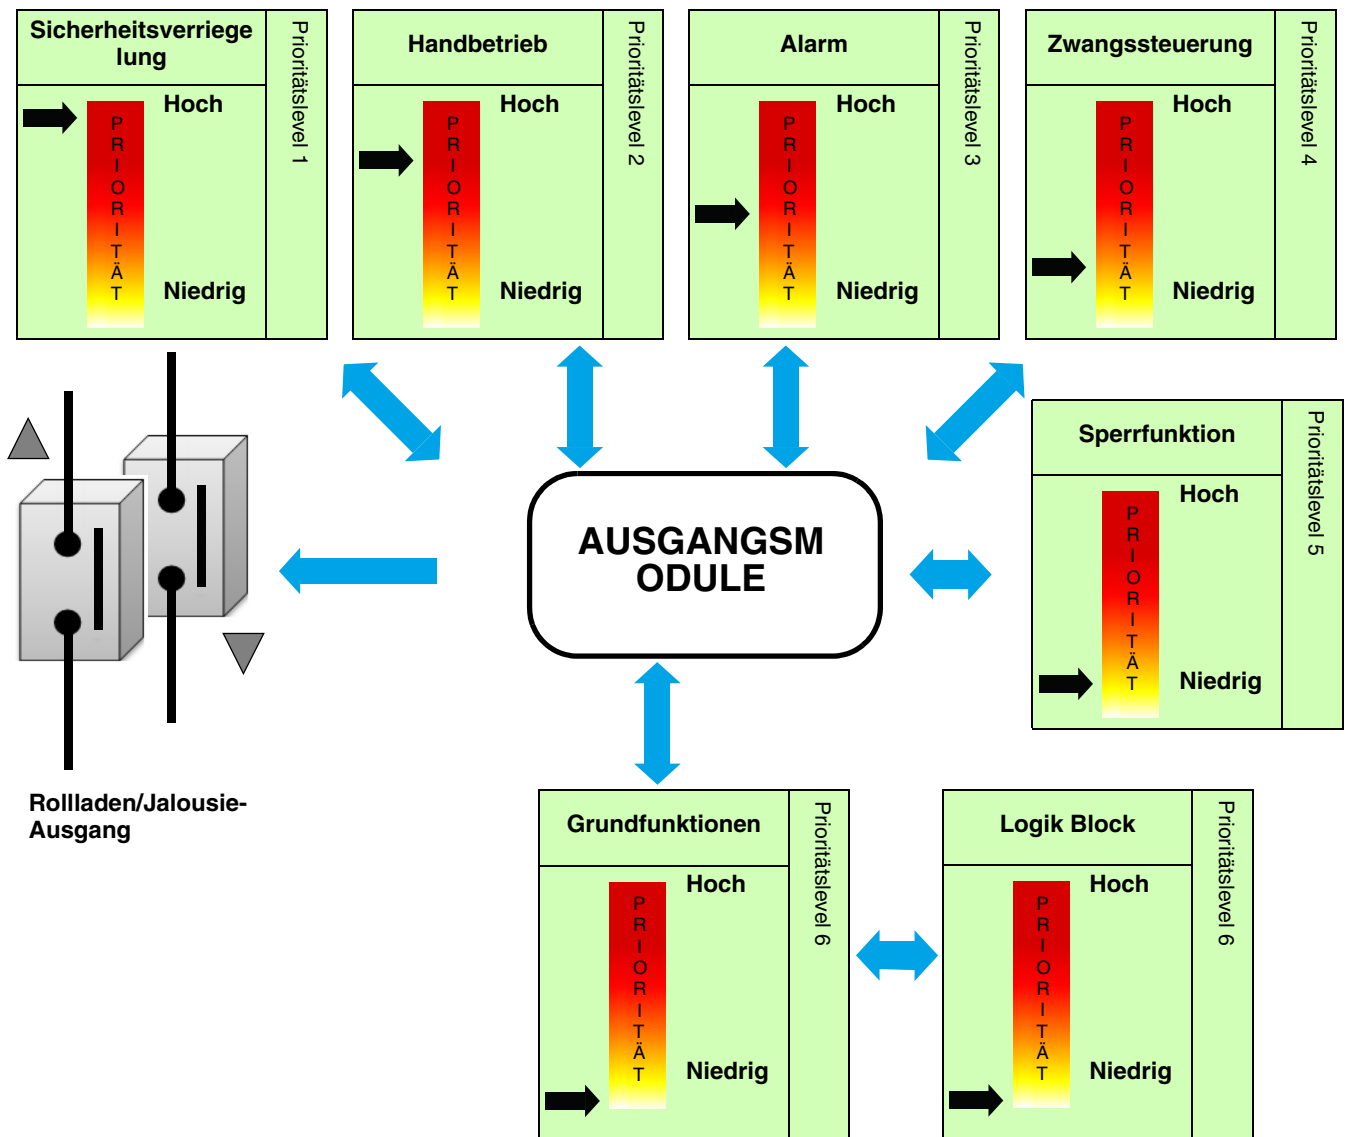 Sicherheitsverriege
lung
Prioritätslevel 1
Hoch
PRIORITÄT
Niedrig
Handbetrieb
Prioritätslevel 2
Hoch
PRIORITÄT
Niedrig
Alarm
Prioritätslevel 3
Hoch
PRIORITÄT
Niedrig
Zwangssteuerung
Prioritätslevel 4
Hoch
PRIORITÄT
Niedrig
Sperrfunktion
Prioritätslevel 5
Hoch
PRIORITÄT
Niedrig
AUSGANGSM
ODULE
Rollladen/Jalousie-
Ausgang
Grundfunktionen
Prioritätslevel 6
Hoch
PRIORITÄT
Niedrig
Logik Block
Prioritätslevel 6
Hoch
PRIORITÄT
Niedrig